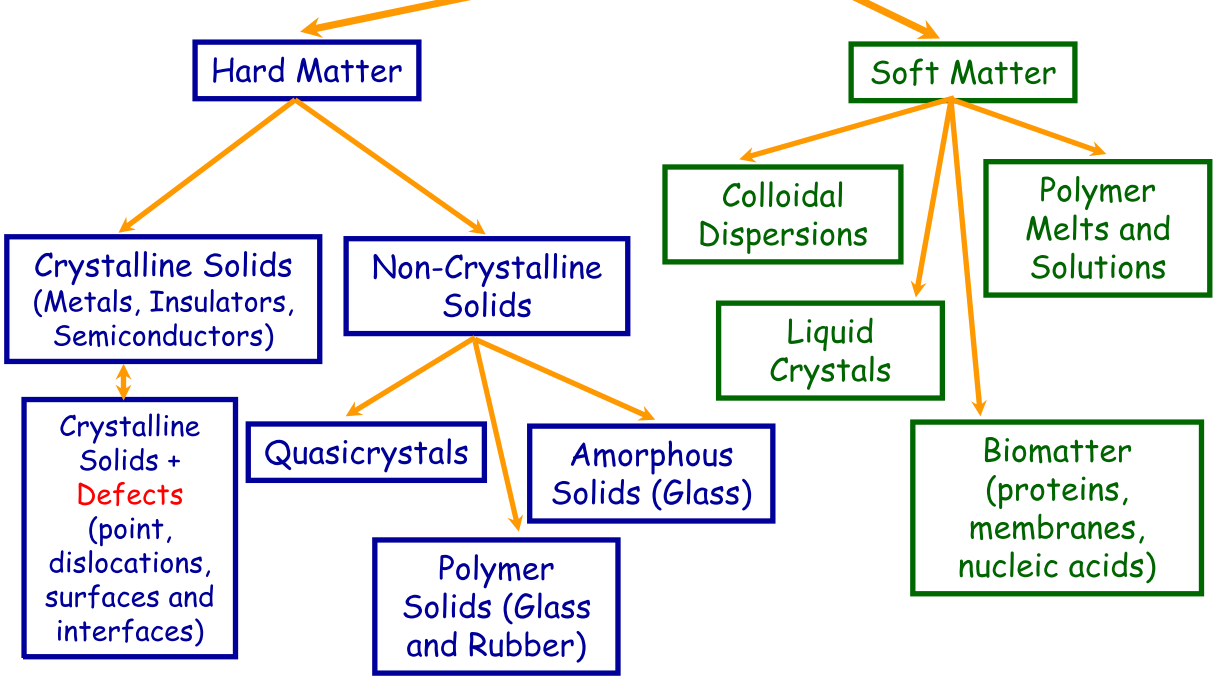 Hard Matter
Soft Matter
Colloidal
Dispersions
Polymer
Melts and
Solutions
Crystalline Solids
(Metals, Insulators,
Semiconductors)
Non-Crystalline
Solids
Liquid
Crystals
Crystalline
Solids +
Defects
(point,
dislocations,
surfaces and
interfaces)
Quasicrystals
Amorphous
Solids (Glass)
Biomatter
(proteins,
membranes,
nucleic acids)
Polymer
Solids (Glass
and Rubber)